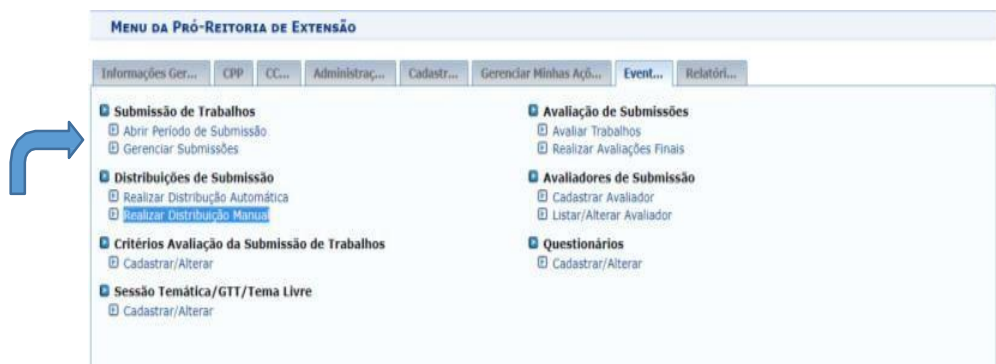 Menu da Pró-Reitoria de Extensão
Informações Ger... CPP CC... Administraç... Cadastr... Gerenciar Minhas Açõ... Event... Relatóri...
Submissão de Trabalhos
Abrir Período de Submissão
Gerenciar Submissões
Distribuições de Submissão
Realizar Distribução Automática
Realizar Distribuição Manual
Critérios Avaliação da Submissão de Trabalhos
Cadastrar/Alterar
Sessão Temática/GTT/Tema Livre
Cadastrar/Alterar
Avaliação de Submissões
Avaliar Trabalhos
Realizar Avaliações Finais
Avaliadores de Submissão
Cadastrar Avaliador
Listar/Alterar Avaliador
Questionários
Cadastrar/Alterar